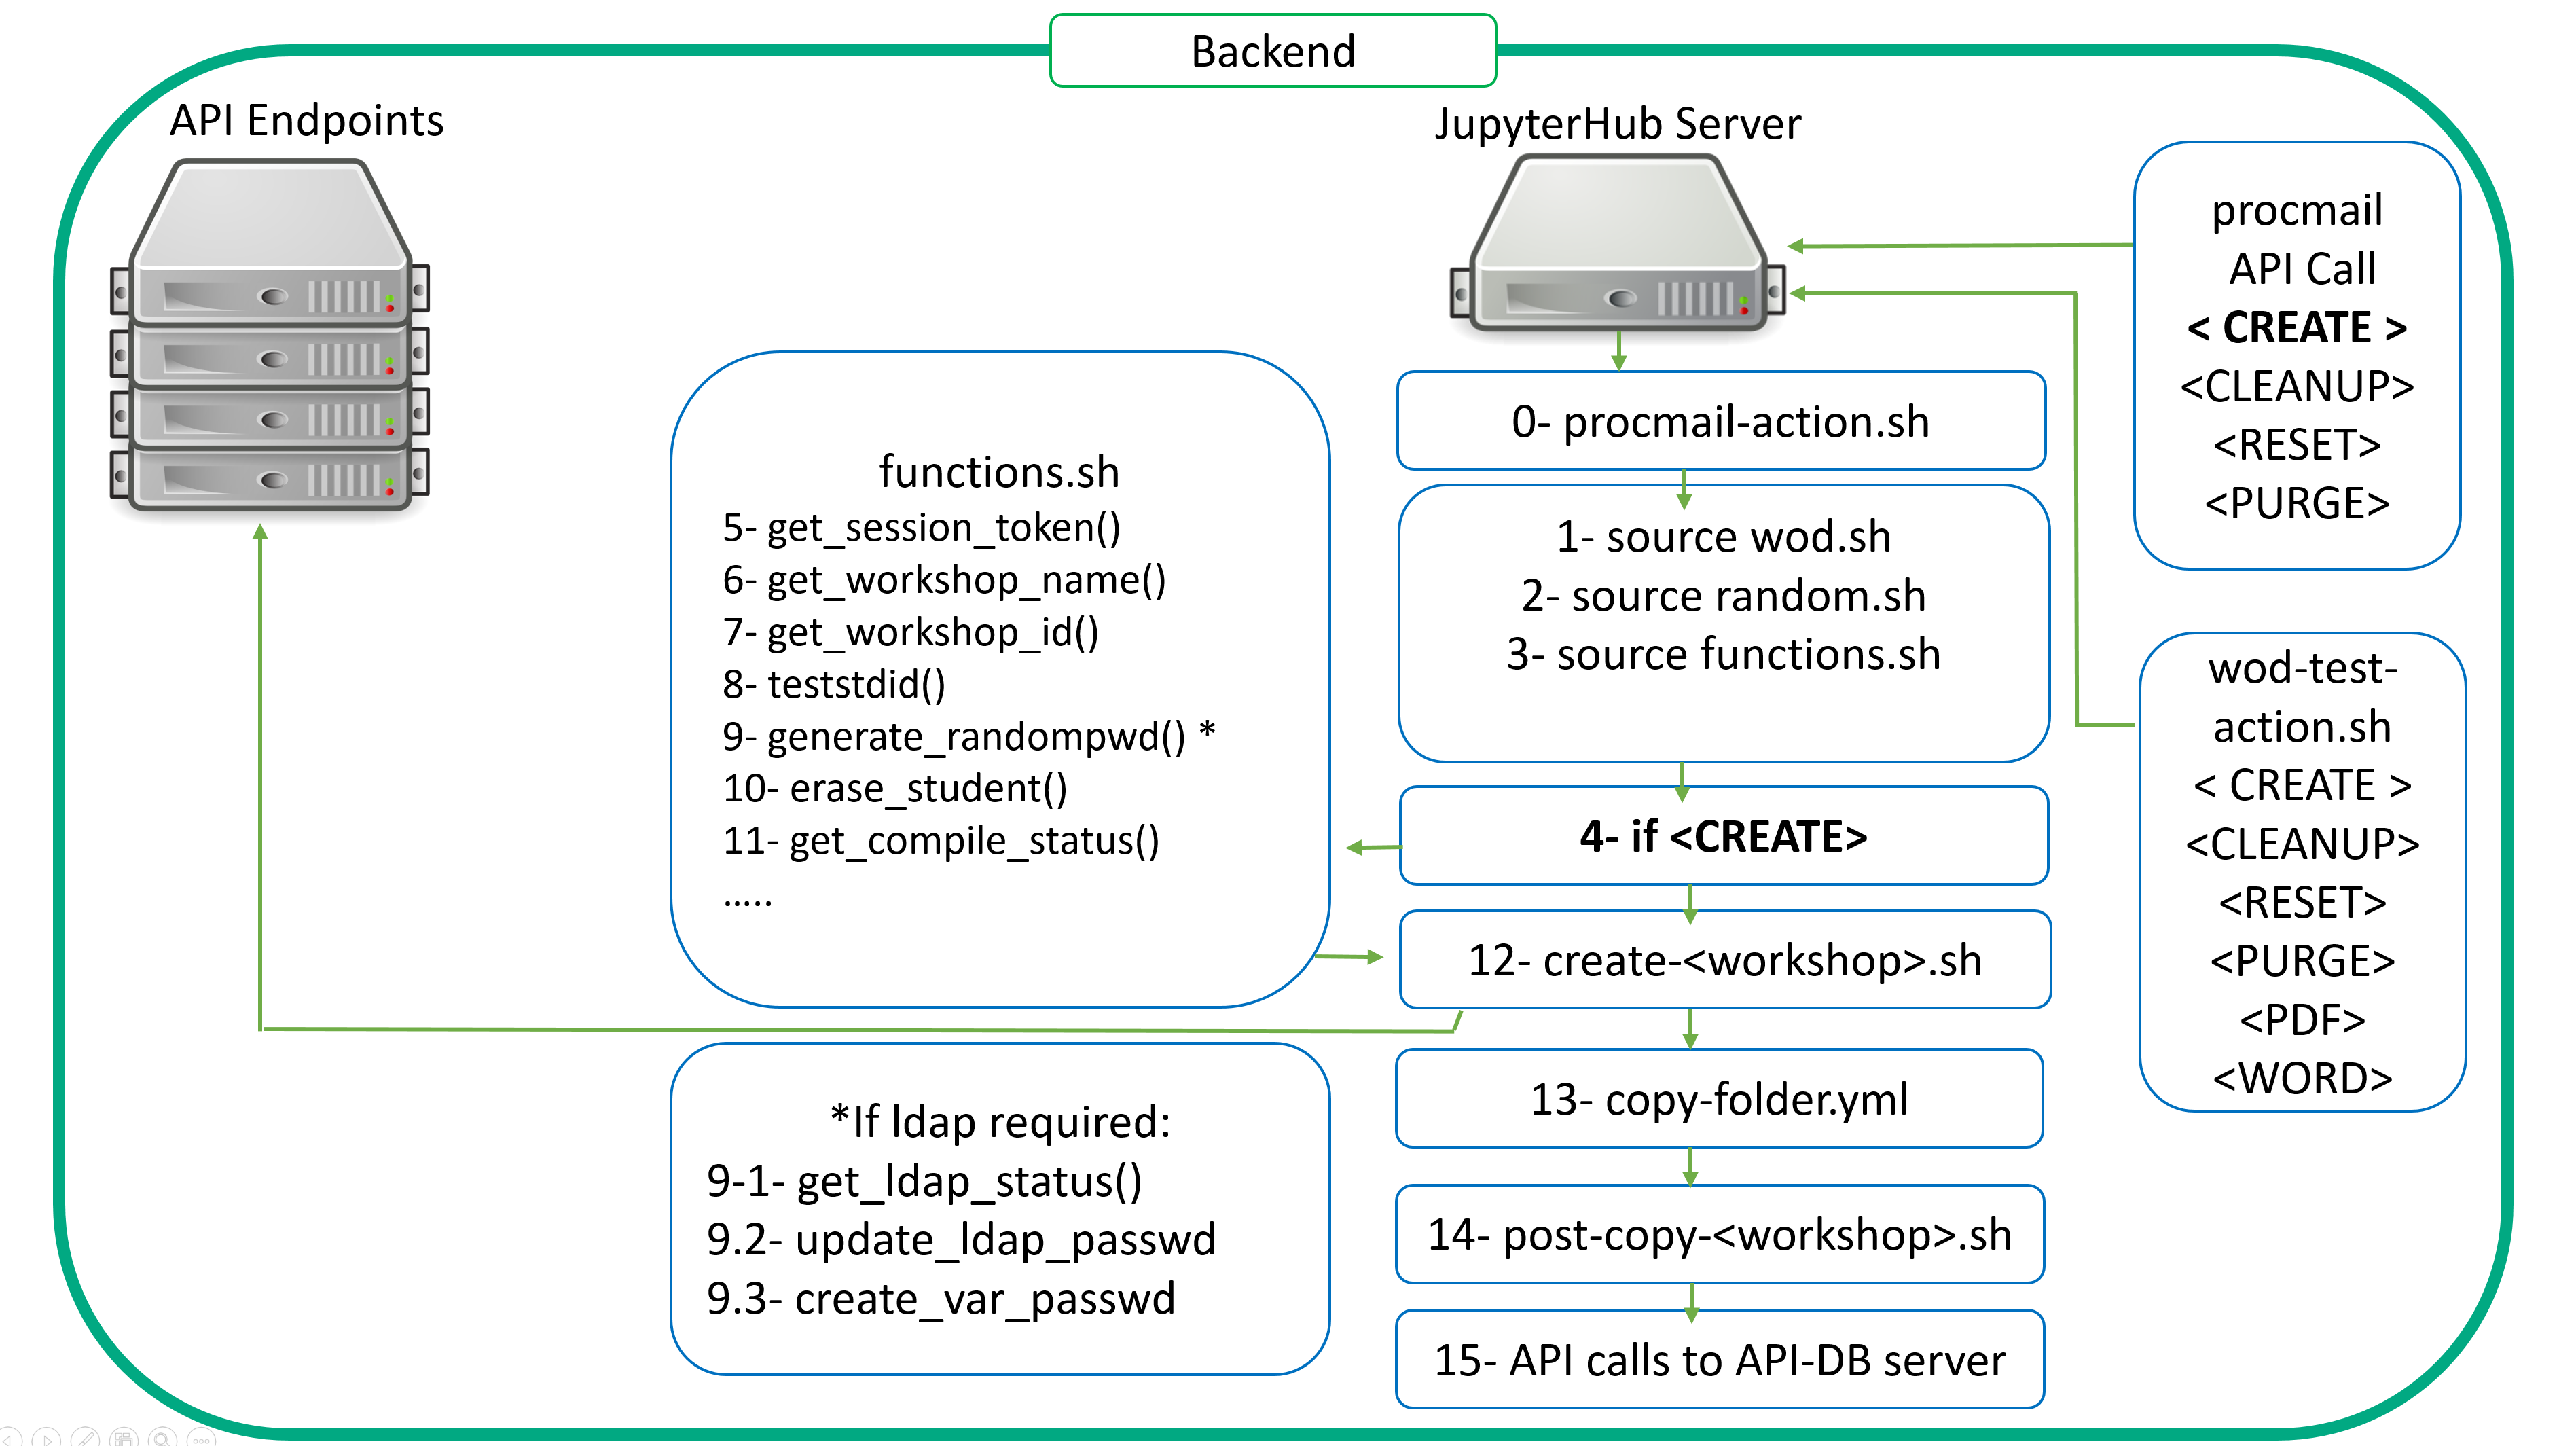 Backend
API Endpoints
JupyterHub Server
procmail
API Call
< CREATE >
<CLEANUP>
<RESET>
<PURGE>
0- procmail-action.sh
functions.sh
5- get_session_token()
6- get_workshop_name()
7- get_workshop_id()
8- teststdid()
9- generate_randompwd() *
10- erase_student()
11- get_compile_status()
.....
1- source wod.sh
2- source random.sh
3- source functions.sh
4- if <CREATE>
12- create-<workshop>.sh
wod-test-
action.sh
< CREATE >
<CLEANUP>
<RESET>
<PURGE>
<PDF>
<WORD>
*If ldap required:
9-1- get_ldap_status()
9.2- update_ldap_passwd
9.3- create_var_passwd
13- copy-folder.yml
14- post-copy-<workshop>.sh
15- API calls to API-DB server